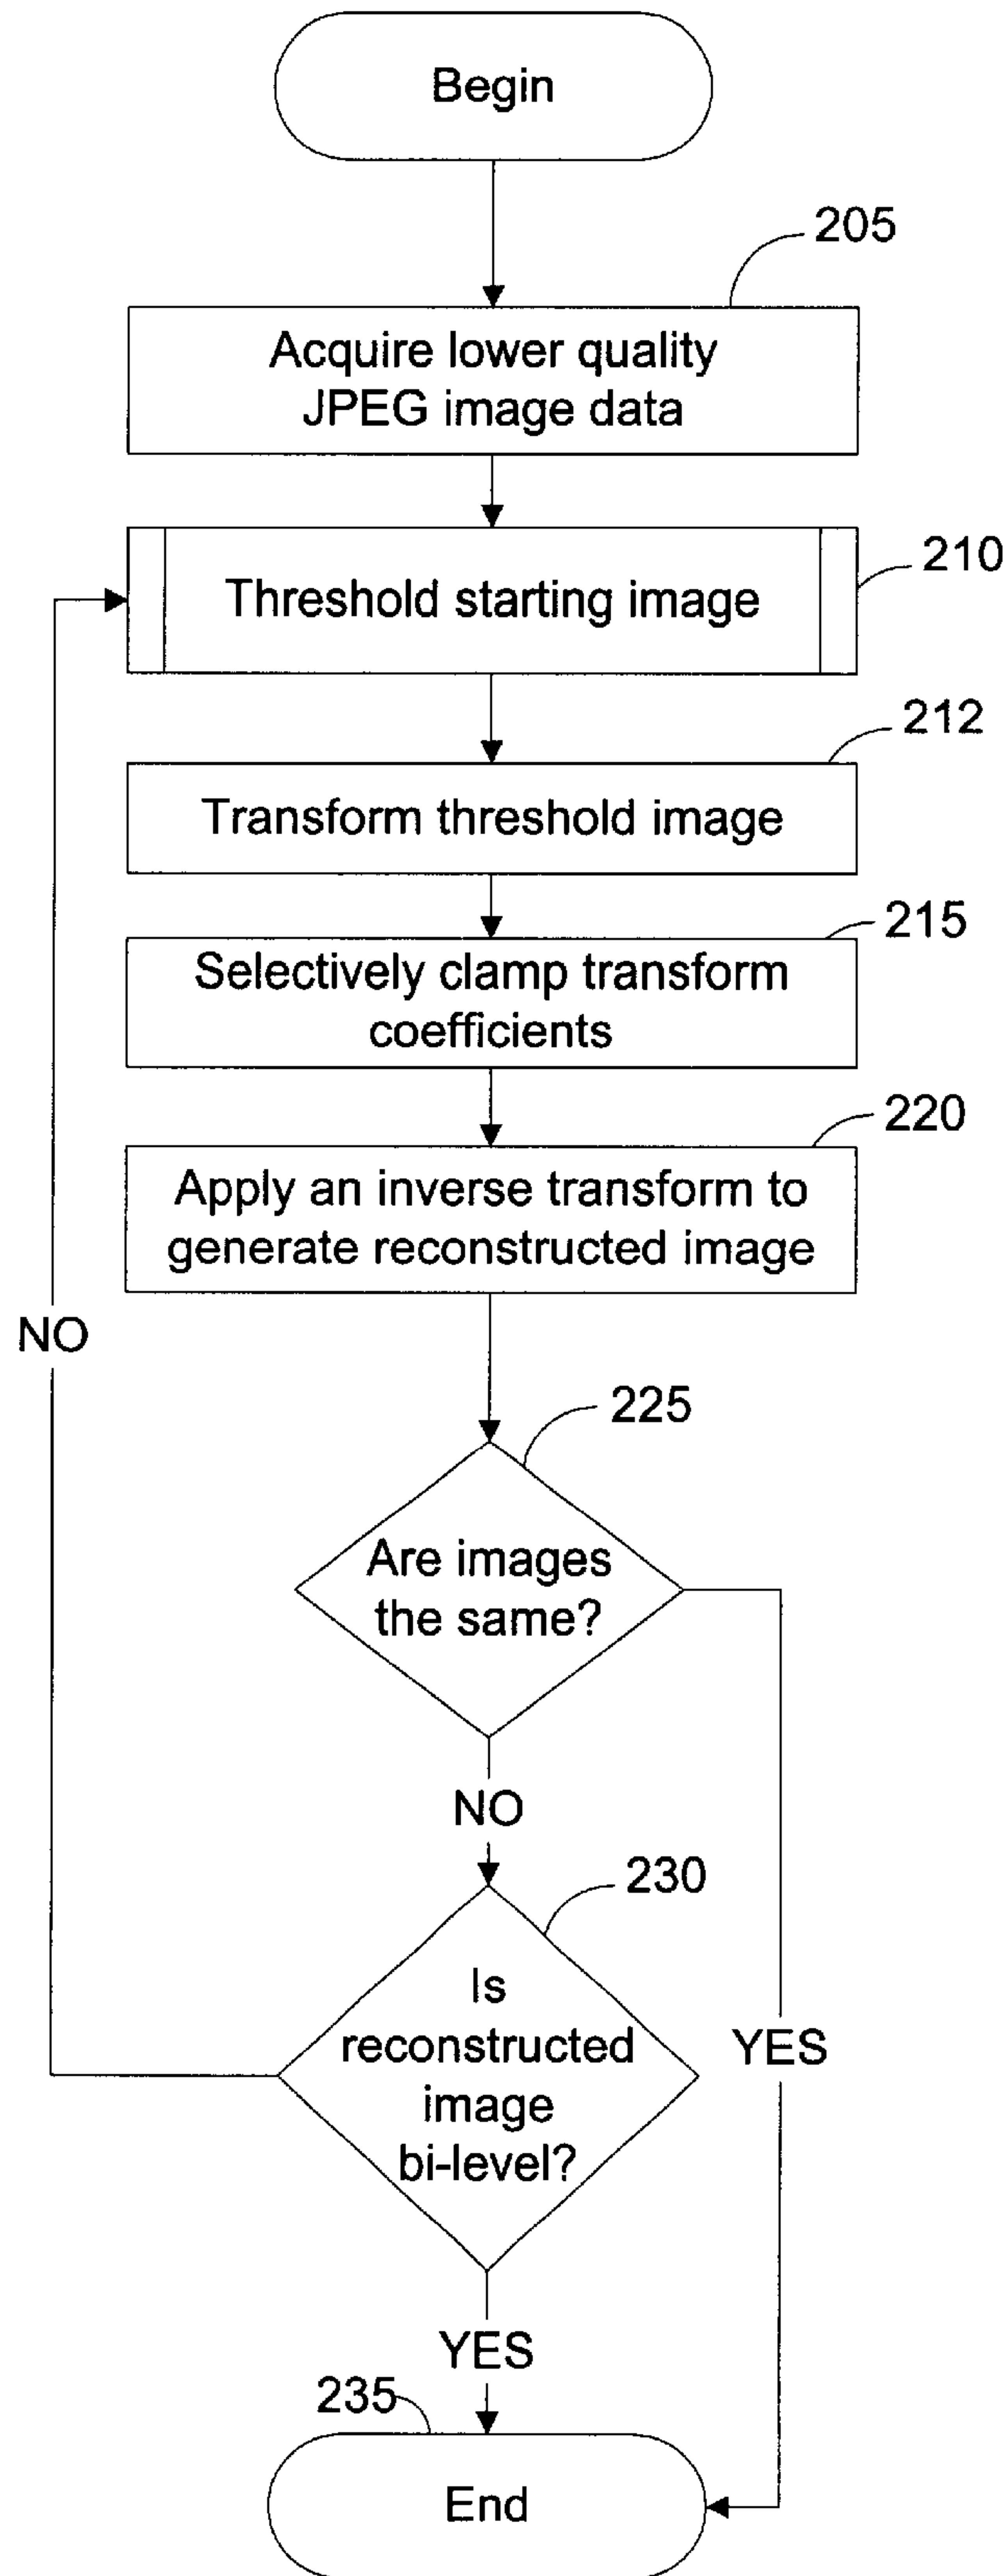 Begin
205
Acquire lower quality
JPEG image data
210
Threshold starting image
212
Transform threshold image
215
Selectively clamp transform
coefficients
220
Apply an inverse transform to
generate reconstructed image
NO
225
Are images
the same?
NO
230
Is
reconstructed
image
bi-level?
YES
YES
235
End